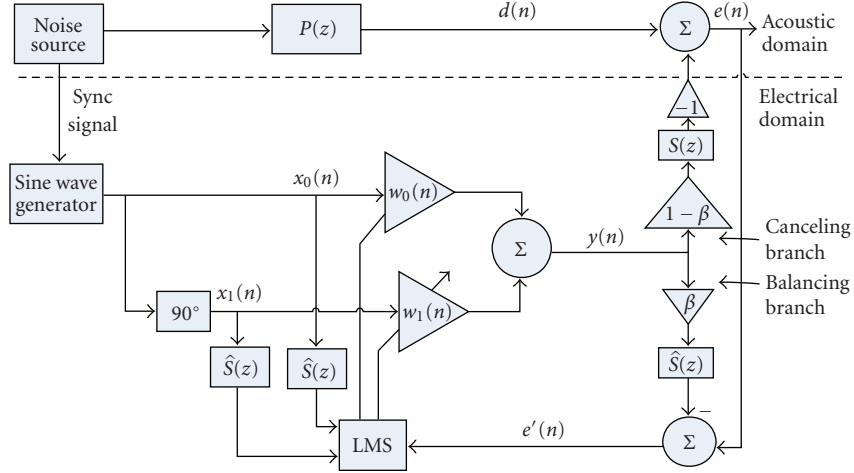 Noise
source
P(z)
d(n)
Σ
e(n)
Acoustic
domain
Sync
signal
−1
Electrical
domain
S(z)
Sine wave
generator
x₀(n)
w₀(n)
1 − β
Σ
y(n)
Canceling
branch
Balancing
branch
90°
x₁(n)
w₁(n)
β
Ŝ(z)
Ŝ(z)
Ŝ(z)
−
LMS
e′(n)
Σ